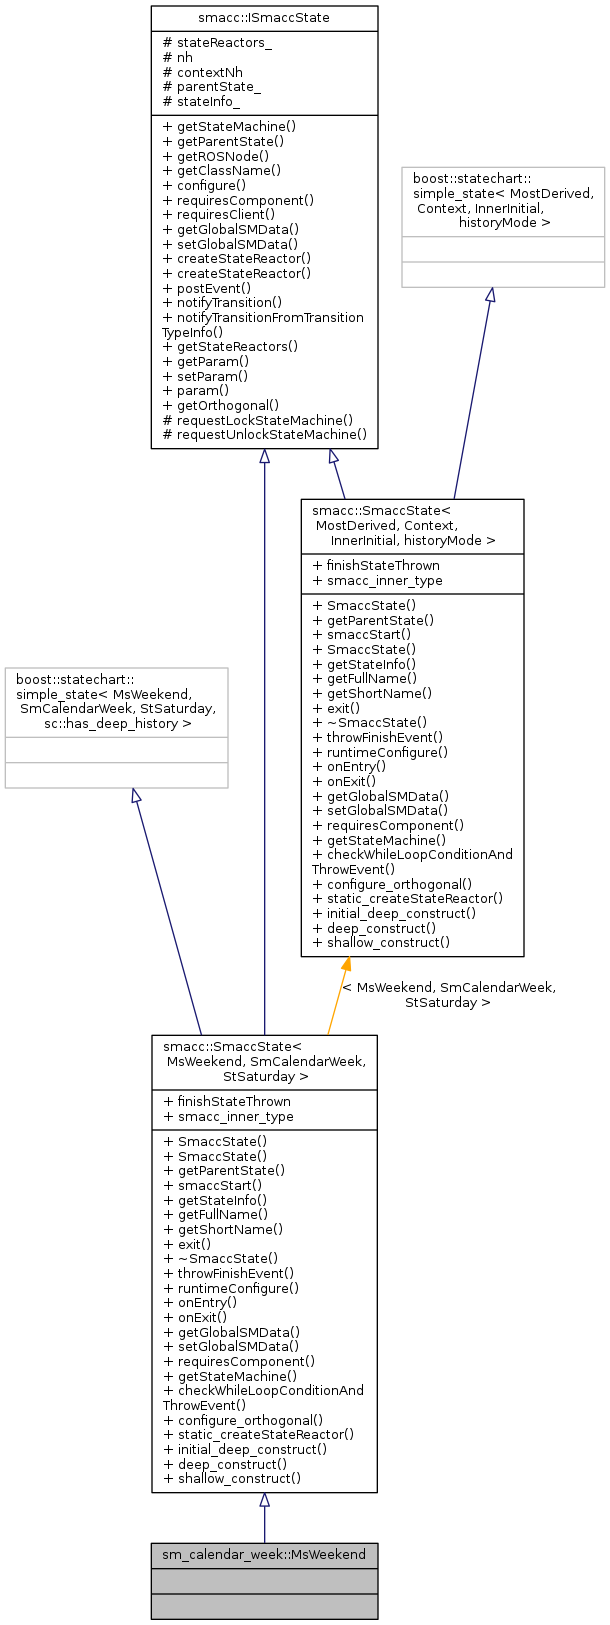 smacc::ISmaccState
# stateReactors_
# nh
# contextNh
# parentState_
# stateInfo_
+ getStateMachine()
+ getParentState()
+ getROSNode()
+ getClassName()
+ configure()
+ requiresComponent()
+ requiresClient()
+ getGlobalSMData()
+ setGlobalSMData()
+ createStateReactor()
+ createStateReactor()
+ postEvent()
+ notifyTransition()
+ notifyTransitionFromTransition
TypeInfo()
+ getStateReactors()
+ getParam()
+ setParam()
+ param()
+ getOrthogonal()
# requestLockStateMachine()
# requestUnlockStateMachine()
boost::statechart::
simple_state< MostDerived,
Context, InnerInitial,
historyMode >
smacc::SmaccState<
MostDerived, Context,
InnerInitial, historyMode >
+ finishStateThrown
+ smacc_inner_type
+ SmaccState()
+ getParentState()
+ smaccStart()
+ SmaccState()
+ getStateInfo()
+ getFullName()
+ getShortName()
+ exit()
+ ~SmaccState()
+ throwFinishEvent()
+ runtimeConfigure()
+ onEntry()
+ onExit()
+ getGlobalSMData()
+ setGlobalSMData()
+ requiresComponent()
+ getStateMachine()
+ checkWhileLoopConditionAnd
ThrowEvent()
+ configure_orthogonal()
+ static_createStateReactor()
+ initial_deep_construct()
+ deep_construct()
+ shallow_construct()
boost::statechart::
simple_state< MsWeekend,
SmCalendarWeek, StSaturday,
sc::has_deep_history >
< MsWeekend, SmCalendarWeek,
StSaturday >
smacc::SmaccState<
MsWeekend, SmCalendarWeek,
StSaturday >
+ finishStateThrown
+ smacc_inner_type
+ SmaccState()
+ SmaccState()
+ getParentState()
+ smaccStart()
+ getStateInfo()
+ getFullName()
+ getShortName()
+ exit()
+ ~SmaccState()
+ throwFinishEvent()
+ runtimeConfigure()
+ onEntry()
+ onExit()
+ getGlobalSMData()
+ setGlobalSMData()
+ requiresComponent()
+ getStateMachine()
+ checkWhileLoopConditionAnd
ThrowEvent()
+ configure_orthogonal()
+ static_createStateReactor()
+ initial_deep_construct()
+ deep_construct()
+ shallow_construct()
sm_calendar_week::MsWeekend